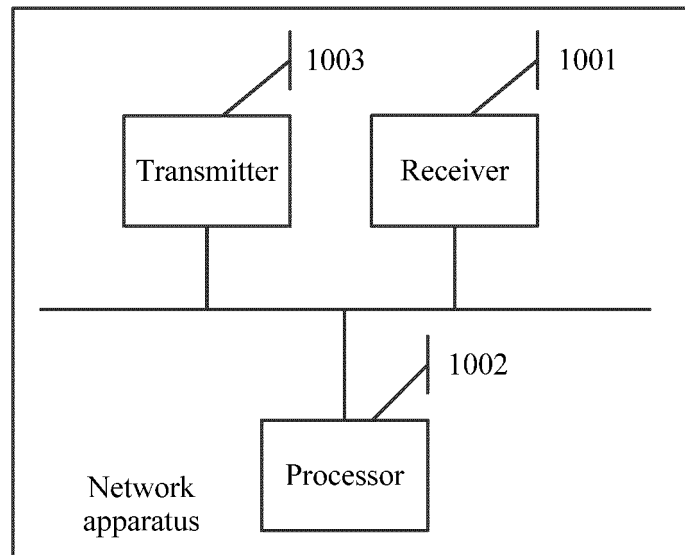 1003
1001
Transmitter
Receiver
1002
Processor
Network
apparatus